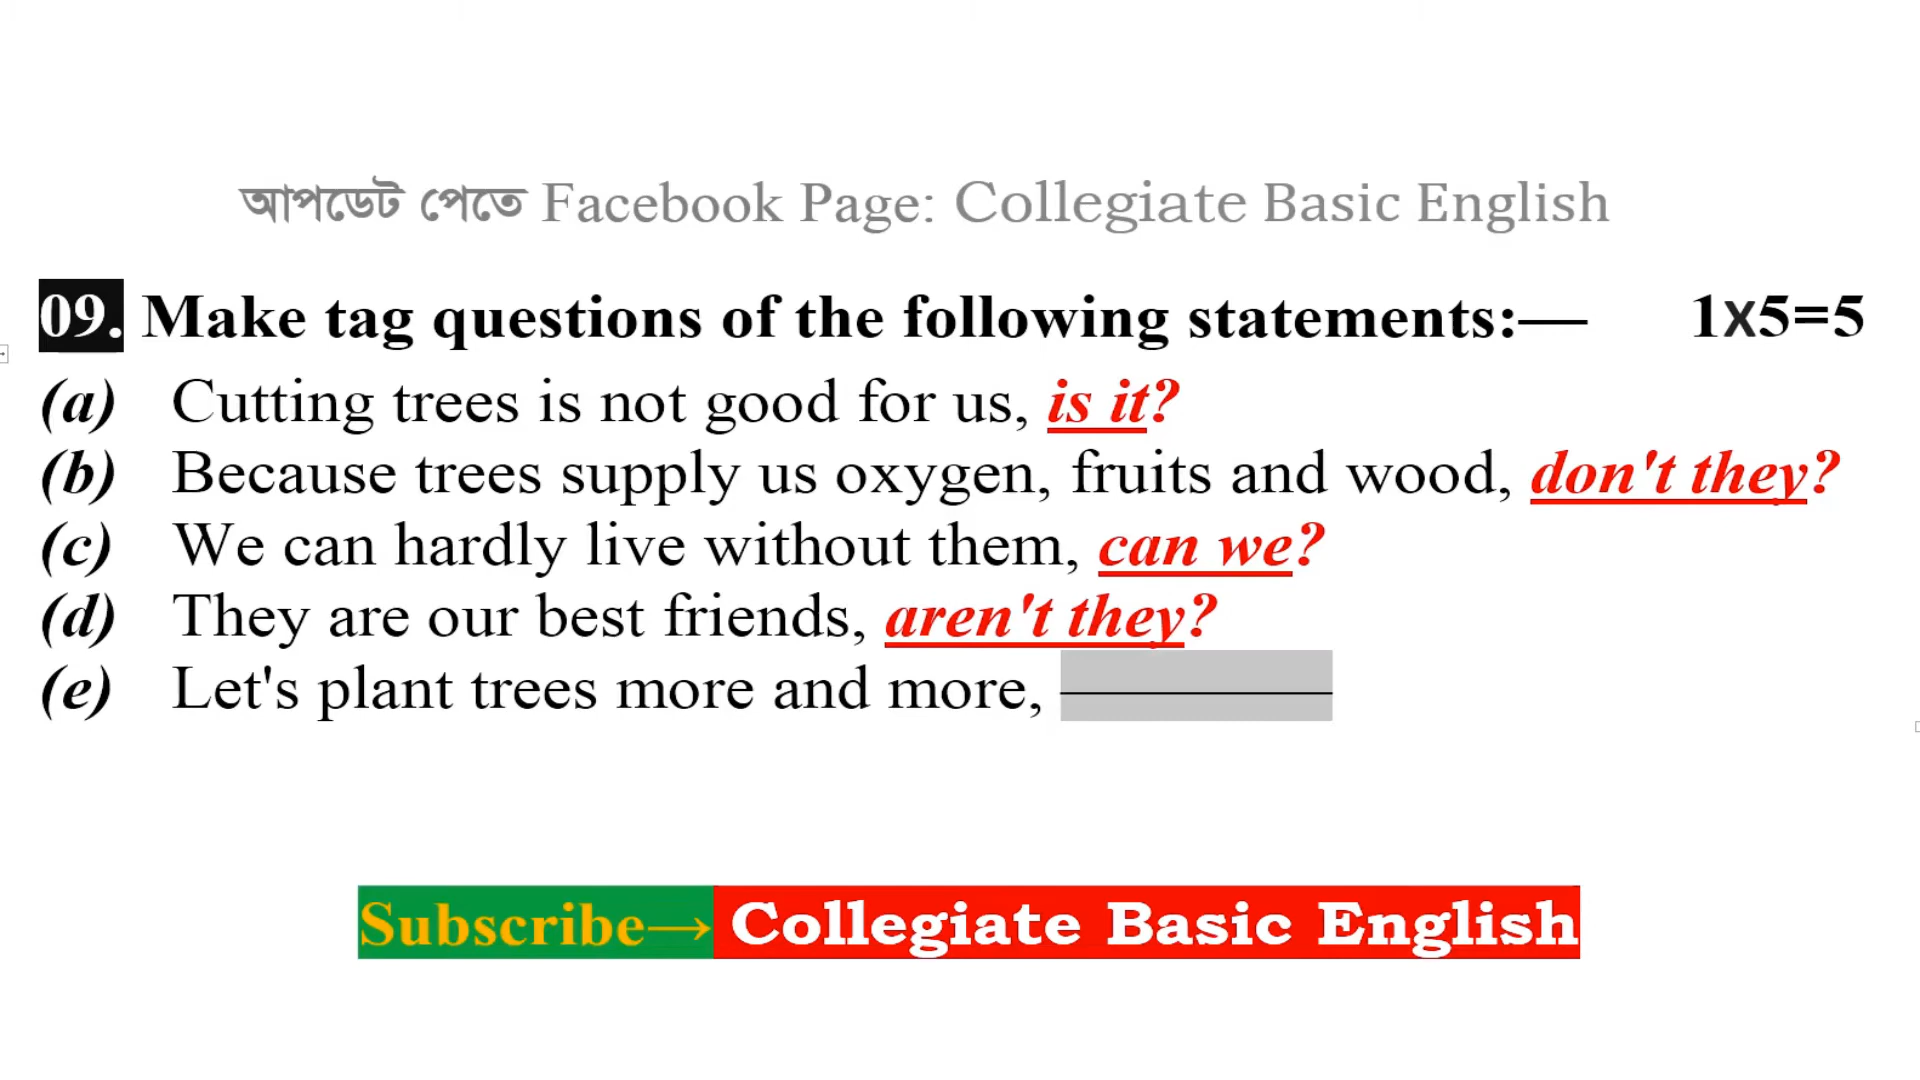 আপডেট পেতে Facebook Page: Collegiate Basic English
09. Make tag questions of the following statements:— 1x5=5
(a) Cutting trees is not good for us, is it?
(b) Because trees supply us oxygen, fruits and wood, don't they?
(c) We can hardly live without them, can we?
(d) They are our best friends, aren't they?
(e) Let's plant trees more and more, ————
Subscribe→ Collegiate Basic English